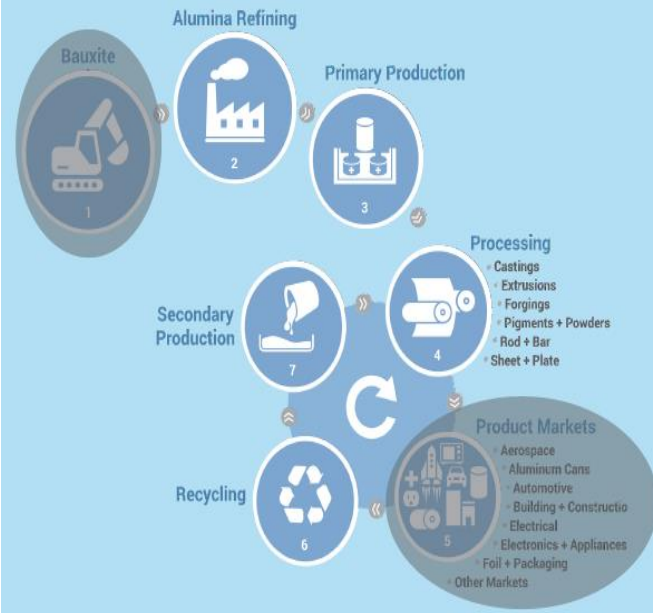 Bauxite
1
Alumina Refining
2
Primary Production
+ +
3
Processing
• Castings
• Extrusions
• Forgings
• Pigments + Powders
• Rod + Bar
• Sheet + Plate
4
Product Markets
• Aerospace
• Aluminum Cans
• Automotive
• Building + Constructio
• Electrical
• Electronics + Appliances
• Foil + Packaging
• Other Markets
5
Recycling
6
Secondary
Production
7